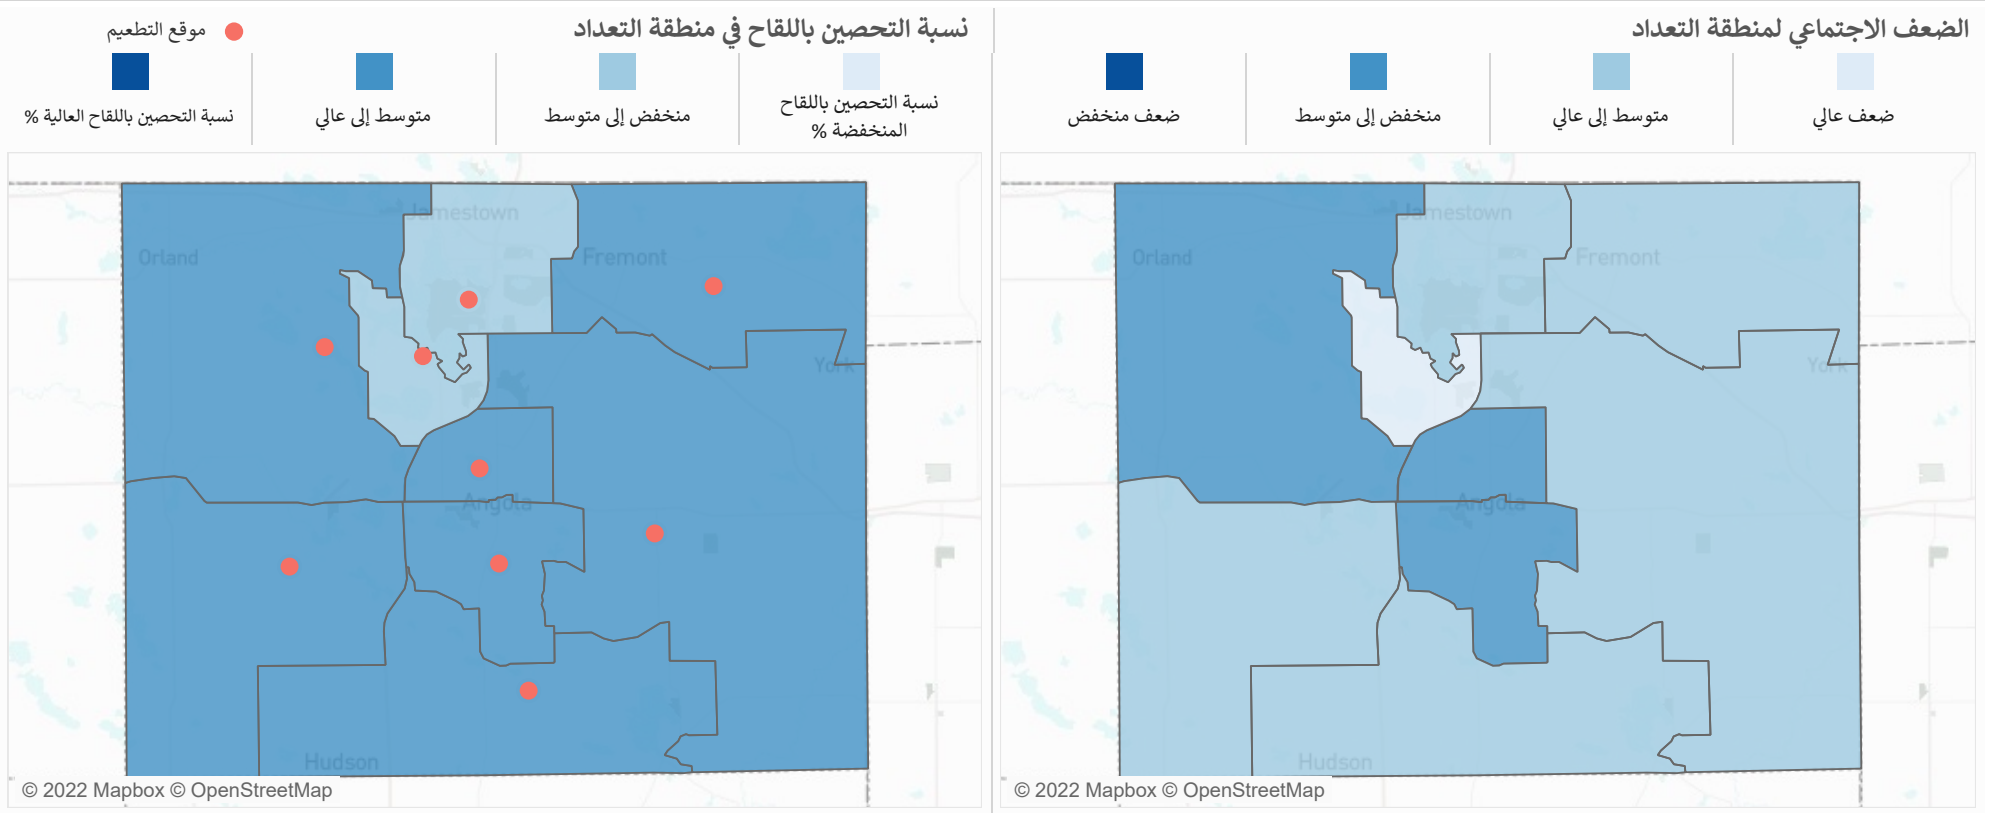 الضعف الاجتماعي لمنطقة التعداد
ضعف عالي
متوسط إلى عالي
منخفض إلى متوسط
ضعف منخفض
Jamestown
Orland
Fremont
York
Angola
Hudson
© 2022 Mapbox © OpenStreetMap
نسبة التحصين باللقاح في منطقة التعداد
موقع التطعيم
نسبة التحصين باللقاح
المنخفضة %
منخفض إلى متوسط
متوسط إلى عالي
نسبة التحصين باللقاح العالية %
Jamestown
Orland
Fremont
York
Angola
Hudson
© 2022 Mapbox © OpenStreetMap